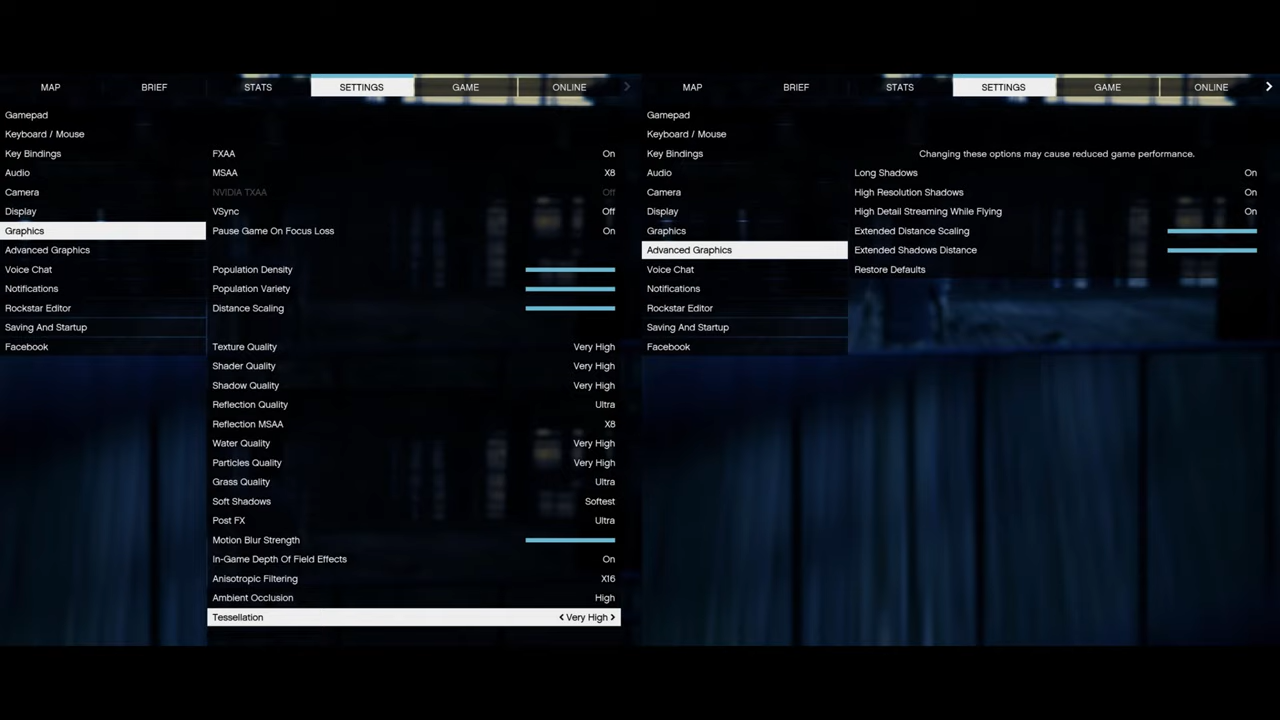 MAP BRIEF STATS SETTINGS GAME ONLINE
Gamepad
Keyboard / Mouse
Key Bindings
Audio
Camera
Display
Graphics
Advanced Graphics
Voice Chat
Notifications
Rockstar Editor
Saving And Startup
Facebook
FXAA On
MSAA X8
NVIDIA TXAA Off
VSync Off
Pause Game On Focus Loss On
Population Density
Population Variety
Distance Scaling
Texture Quality Very High
Shader Quality Very High
Shadow Quality Very High
Reflection Quality Ultra
Reflection MSAA X8
Water Quality Very High
Particles Quality Very High
Grass Quality Ultra
Soft Shadows Softest
Post FX Ultra
Motion Blur Strength
In-Game Depth Of Field Effects On
Anisotropic Filtering X16
Ambient Occlusion High
Tessellation < Very High >
MAP BRIEF STATS SETTINGS GAME ONLINE >
Gamepad
Keyboard / Mouse
Key Bindings
Audio
Camera
Display
Graphics
Advanced Graphics
Voice Chat
Notifications
Rockstar Editor
Saving And Startup
Facebook
Changing these options may cause reduced game performance.
Long Shadows On
High Resolution Shadows On
High Detail Streaming While Flying On
Extended Distance Scaling
Extended Shadows Distance
Restore Defaults